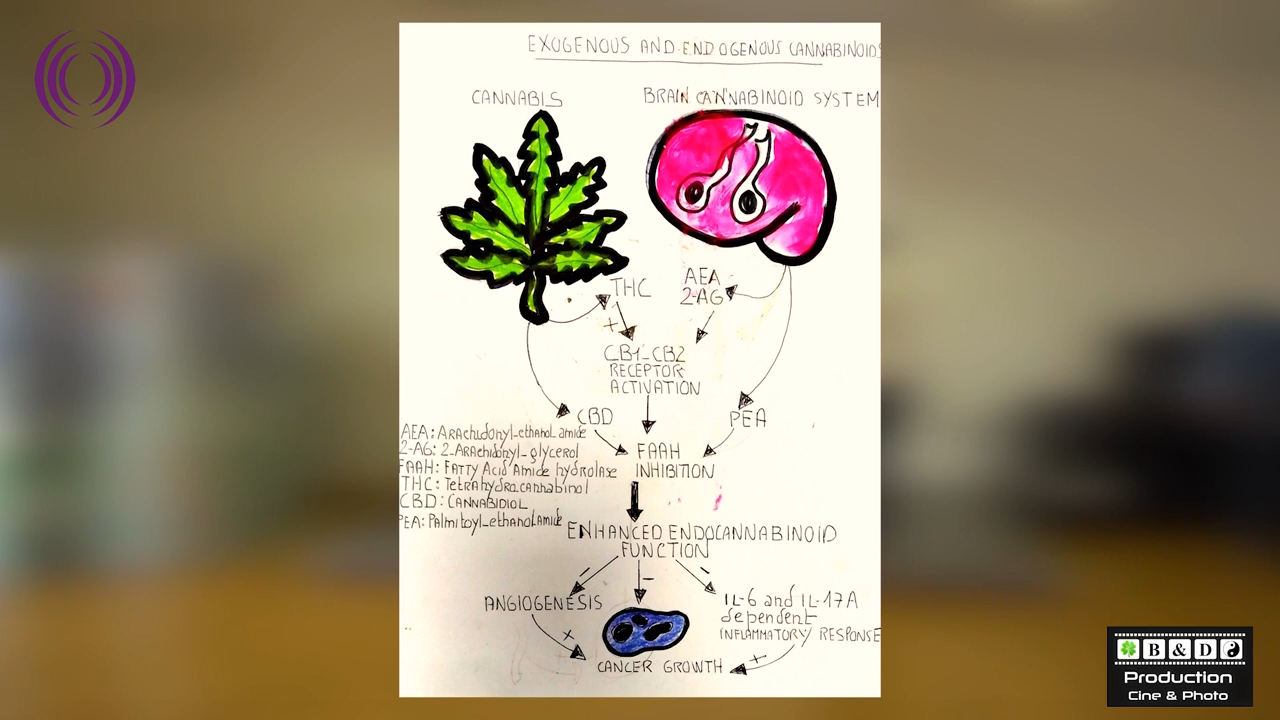 EXOGENOUS AND ENDOGENOUS CANNABINOIDS
CANNABIS
BRAIN CANNABINOID SYSTEM
THC
AEA
2-AG
+
CB1-CB2
RECEPTOR
ACTIVATION
CBD
PEA
FAAH
INHIBITION
AEA: Arachidonyl-ethanol amide
2-AG: 2-Arachidonyl-glycerol
FAAH: Fatty Acid Amide hydrolase
THC: Tetrahydrocannabinol
CBD: Cannabidiol
PEA: Palmitoyl-ethanolamide
ENHANCED ENDOCANNABINOID
FUNCTION
- - -
ANGIOGENESIS
IL-6 and IL-17A
dependent
INFLAMMATORY RESPONSE
+ +
CANCER GROWTH
B & D
Production
Cine & Photo